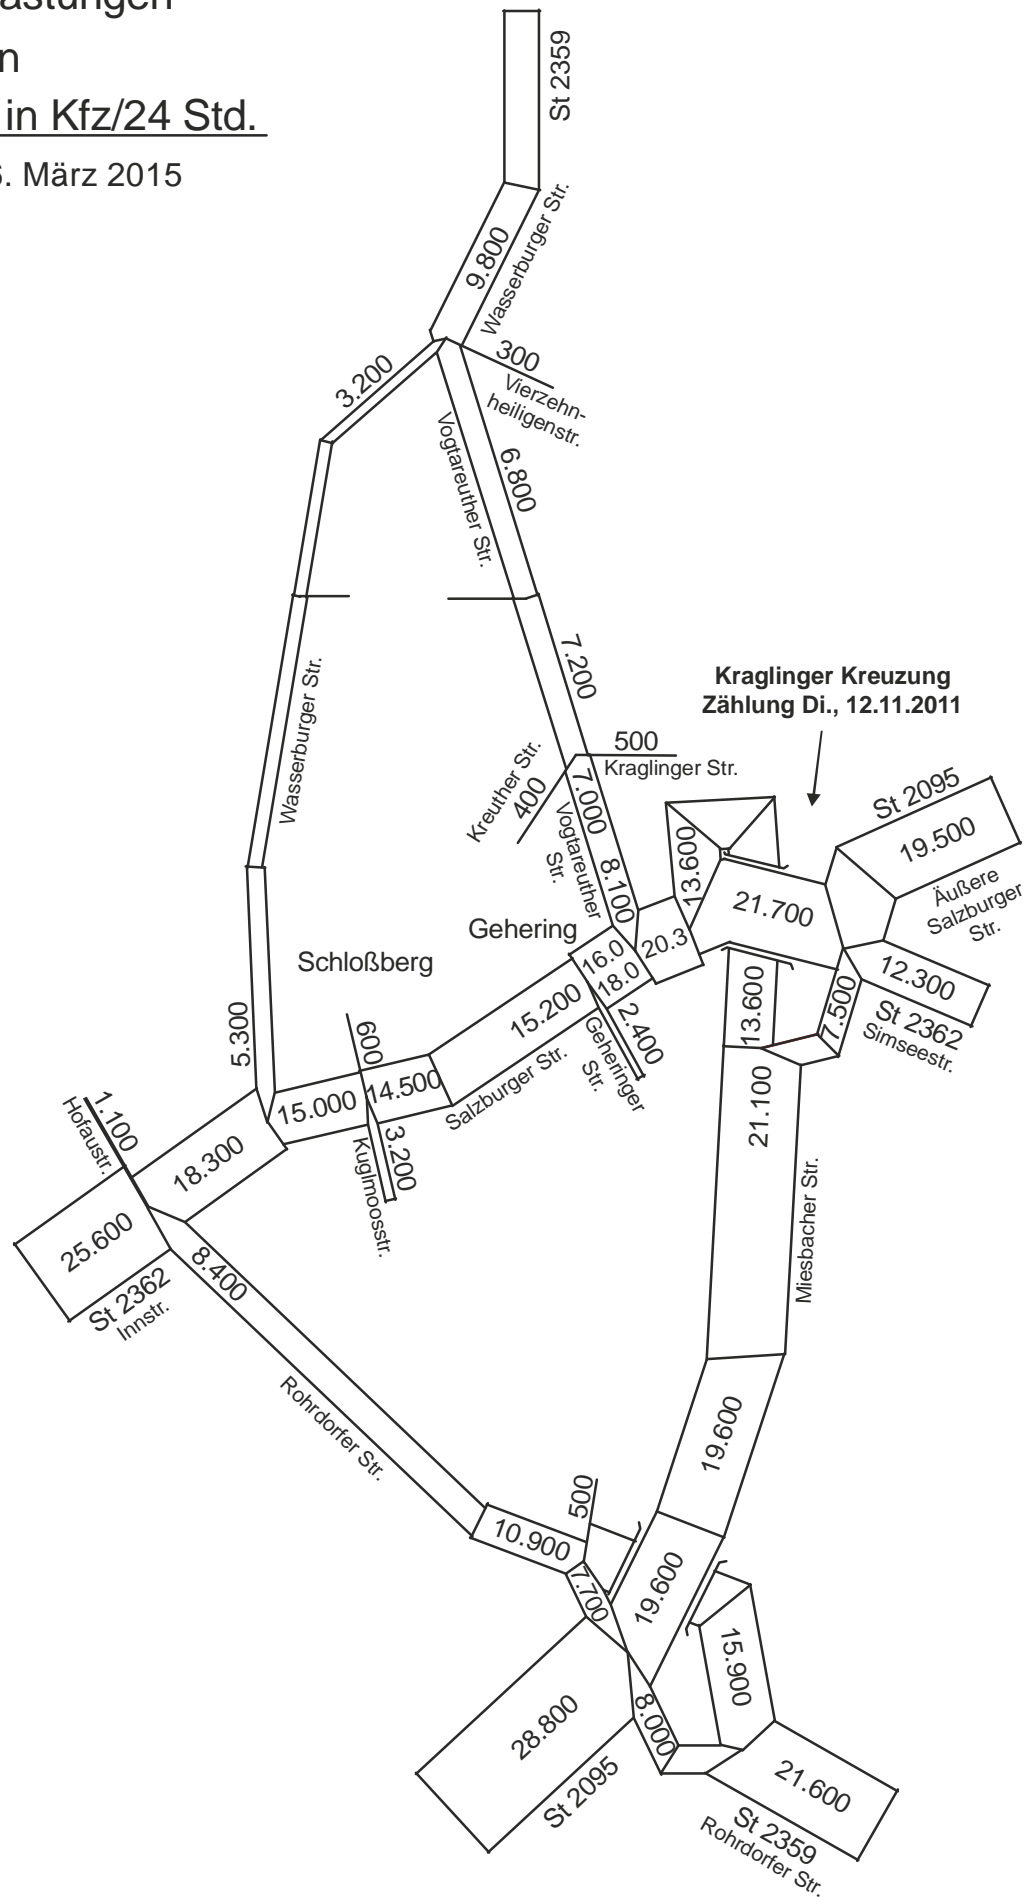 astungen
n
in Kfz/24 Std.
6. März 2015
St 2359
9.800
Wasserburger Str.
300
Vierzehn-
heiligenstr.
3.200
Vogtareuther Str.
6.800
Wasserburger Str.
7.200
Kraglinger Kreuzung
Zählung Di., 12.11.2011
500
Kraglinger Str.
Kreuther Str.
400
7.000
Vogtareuther
Str.
8.100
13.600
St 2095
19.500
Äußere
Salzburger
Str.
21.700
Gehering
Schloßberg
16.0
18.0
20.3
12.300
St 2362
Simseestr.
7.500
13.600
15.200
2.400
Geheringer
Str.
Salzburger Str.
5.300
600
14.500
15.000
3.200
Kuglmoosstr.
21.100
Miesbacher Str.
1.100
Hofaustr.
18.300
25.600
St 2362
Innstr.
8.400
Rohrdorfer Str.
19.600
500
10.900
7.700
19.600
15.900
28.800
St 2095
8.000
21.600
St 2359
Rohrdorfer Str.